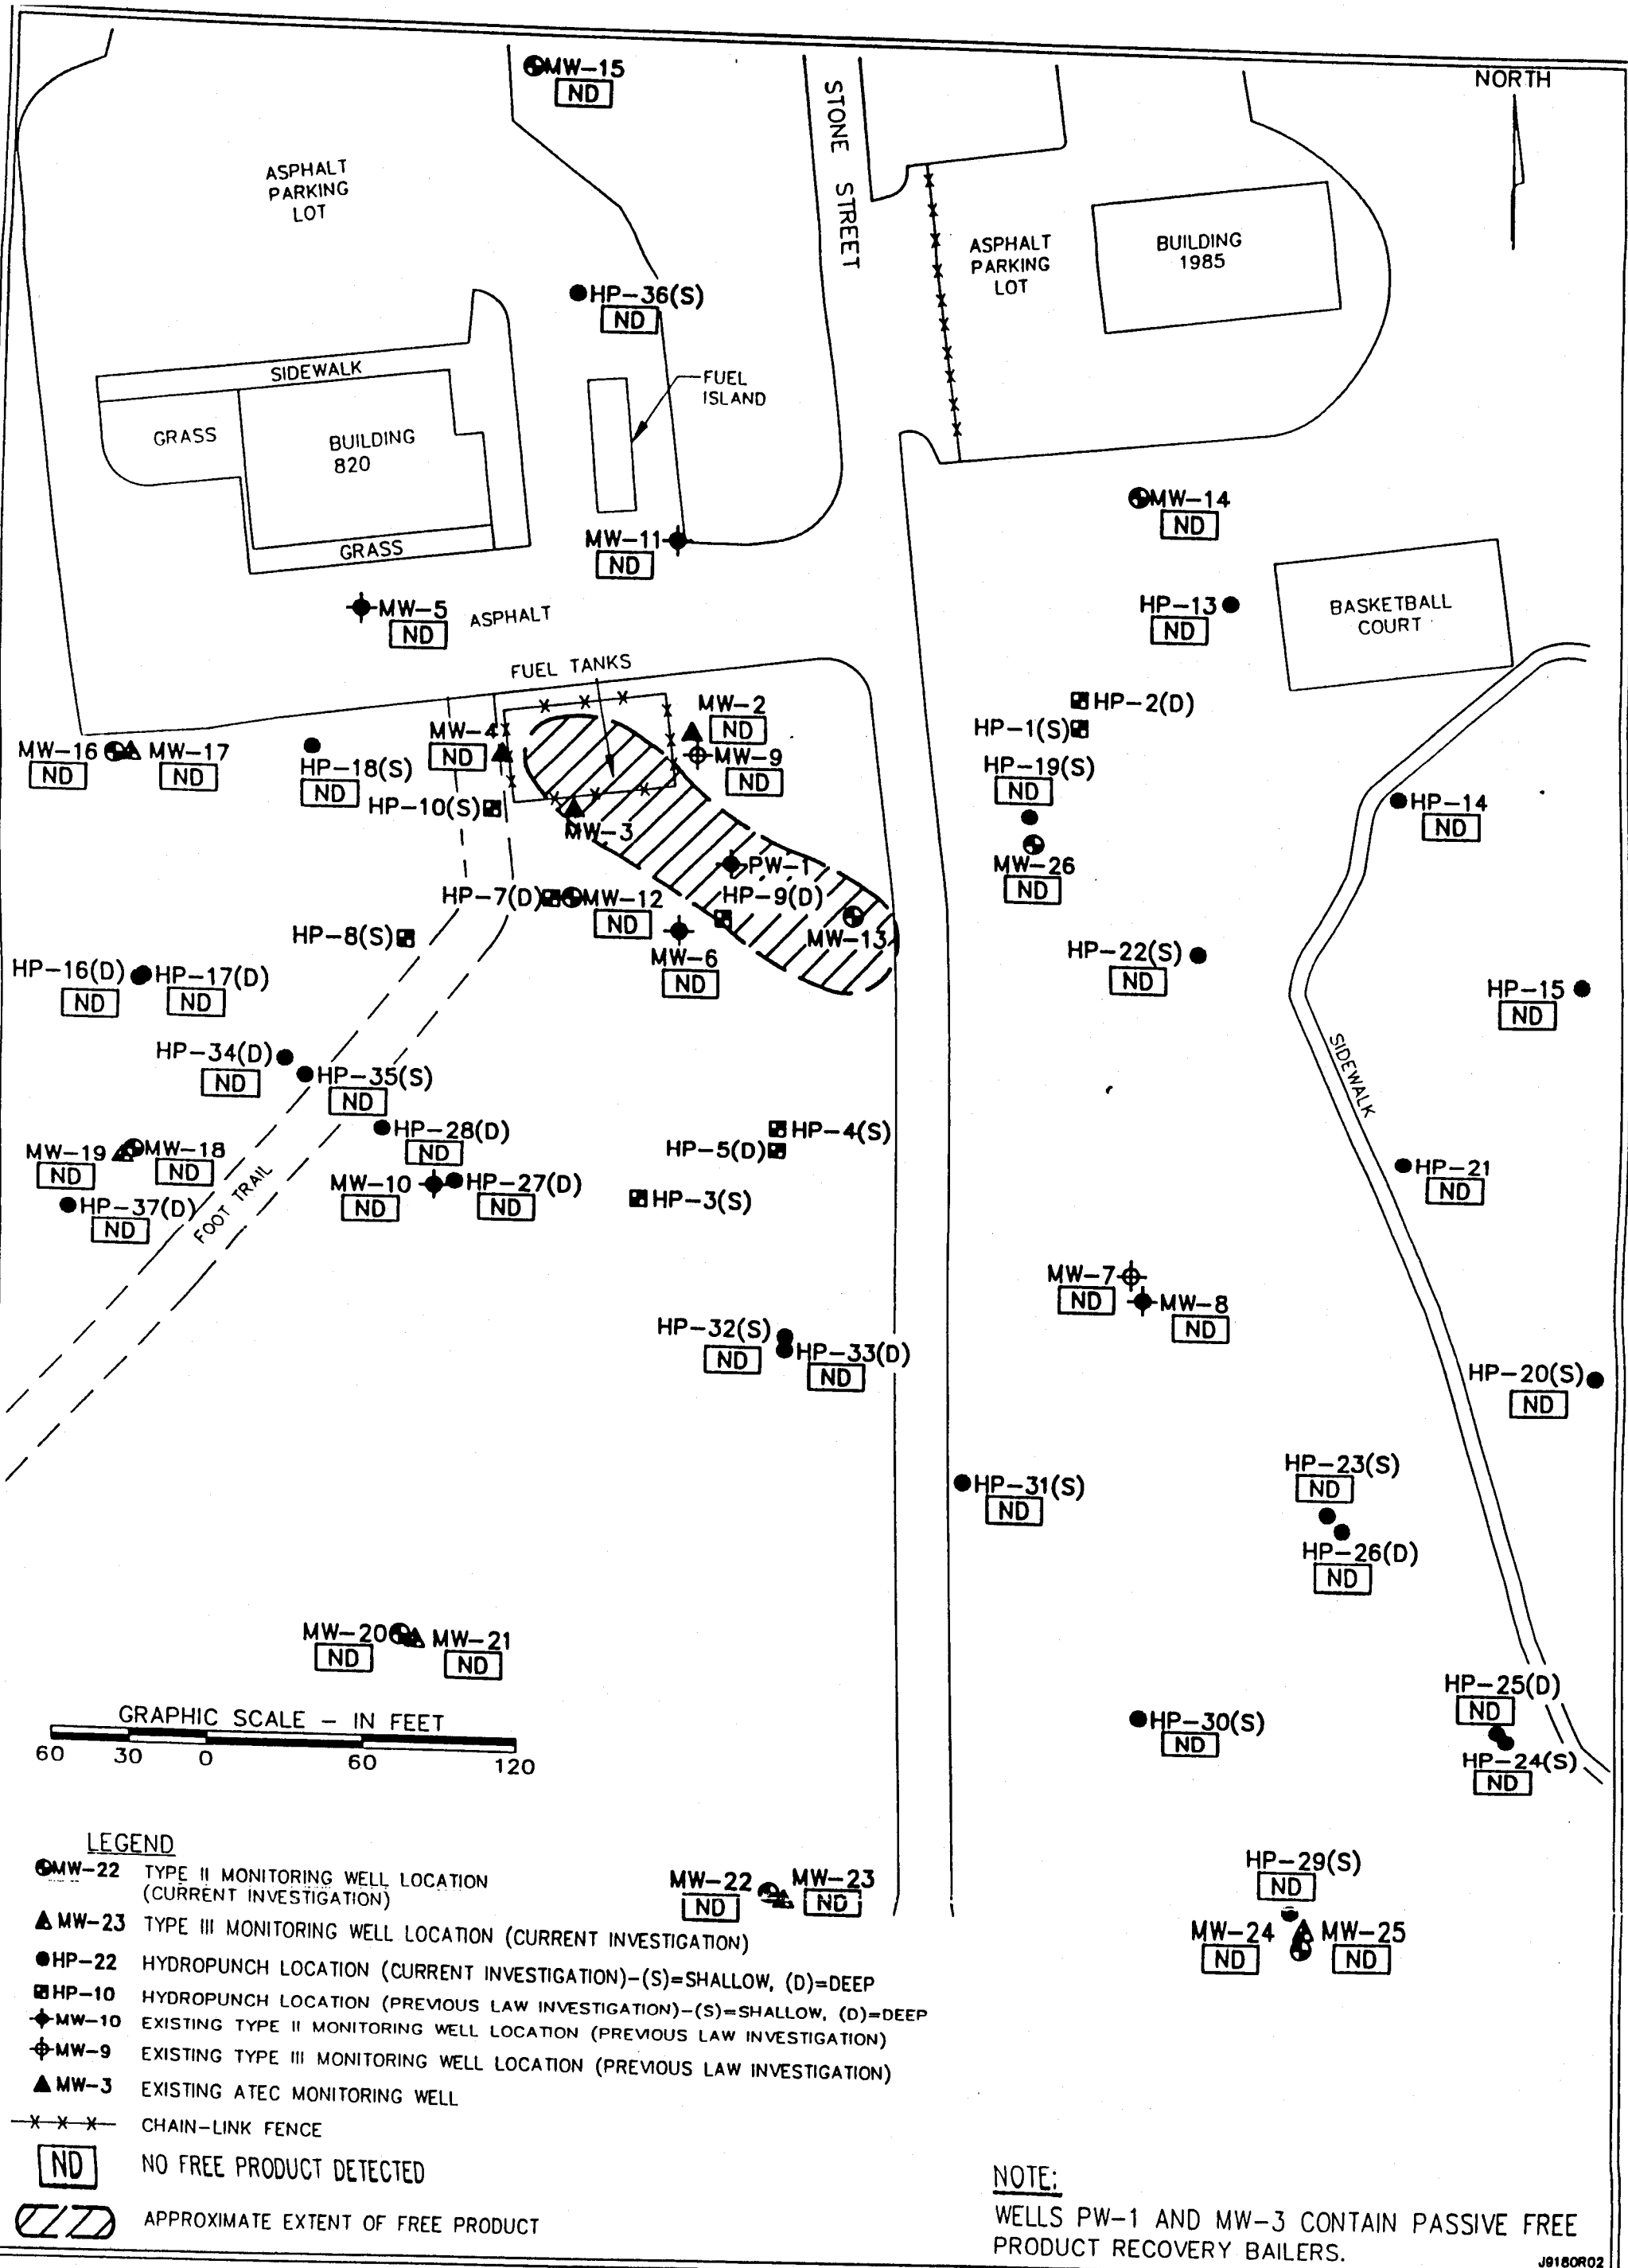 MW-15
ND
NORTH
STONE STREET
ASPHALT
PARKING
LOT
ASPHALT
PARKING
LOT
BUILDING
1985
HP-36(S)
ND
SIDEWALK
FUEL
ISLAND
GRASS
BUILDING
820
GRASS
MW-14
ND
MW-11
ND
MW-5
ND
ASPHALT
HP-13
ND
BASKETBALL
COURT
FUEL TANKS
MW-2
ND
HP-2(D)
HP-1(S)
MW-4
ND
MW-9
ND
MW-16
ND
MW-17
ND
HP-18(S)
ND
HP-19(S)
ND
HP-10(S)
MW-3
HP-14
ND
PW-1
MW-26
ND
HP-7(D)
MW-12
ND
HP-9(D)
MW-13
HP-8(S)
MW-6
ND
HP-22(S)
ND
HP-16(D)
ND
HP-17(D)
ND
HP-15
ND
SIDEWALK
HP-34(D)
ND
HP-35(S)
ND
HP-28(D)
ND
HP-4(S)
HP-5(D)
MW-19
ND
MW-18
ND
HP-21
ND
MW-10
ND
HP-27(D)
ND
HP-3(S)
HP-37(D)
ND
FOOT TRAIL
MW-7
ND
MW-8
ND
HP-32(S)
ND
HP-33(D)
ND
HP-20(S)
ND
HP-31(S)
ND
HP-23(S)
ND
HP-26(D)
ND
MW-20
ND
MW-21
ND
HP-25(D)
ND
HP-30(S)
ND
HP-24(S)
ND
GRAPHIC SCALE - IN FEET
60 30 0 60 120
HP-29(S)
ND
MW-22
ND
MW-23
ND
MW-24
ND
MW-25
ND
LEGEND
MW-22 TYPE II MONITORING WELL LOCATION
(CURRENT INVESTIGATION)
MW-23 TYPE III MONITORING WELL LOCATION (CURRENT INVESTIGATION)
HP-22 HYDROPUNCH LOCATION (CURRENT INVESTIGATION)-(S)=SHALLOW, (D)=DEEP
HP-10 HYDROPUNCH LOCATION (PREVIOUS LAW INVESTIGATION)-(S)=SHALLOW, (D)=DEEP
MW-10 EXISTING TYPE II MONITORING WELL LOCATION (PREVIOUS LAW INVESTIGATION)
MW-9 EXISTING TYPE III MONITORING WELL LOCATION (PREVIOUS LAW INVESTIGATION)
MW-3 EXISTING ATEC MONITORING WELL
CHAIN-LINK FENCE
ND NO FREE PRODUCT DETECTED
APPROXIMATE EXTENT OF FREE PRODUCT
NOTE:
WELLS PW-1 AND MW-3 CONTAIN PASSIVE FREE
PRODUCT RECOVERY BAILERS.
J9180R02